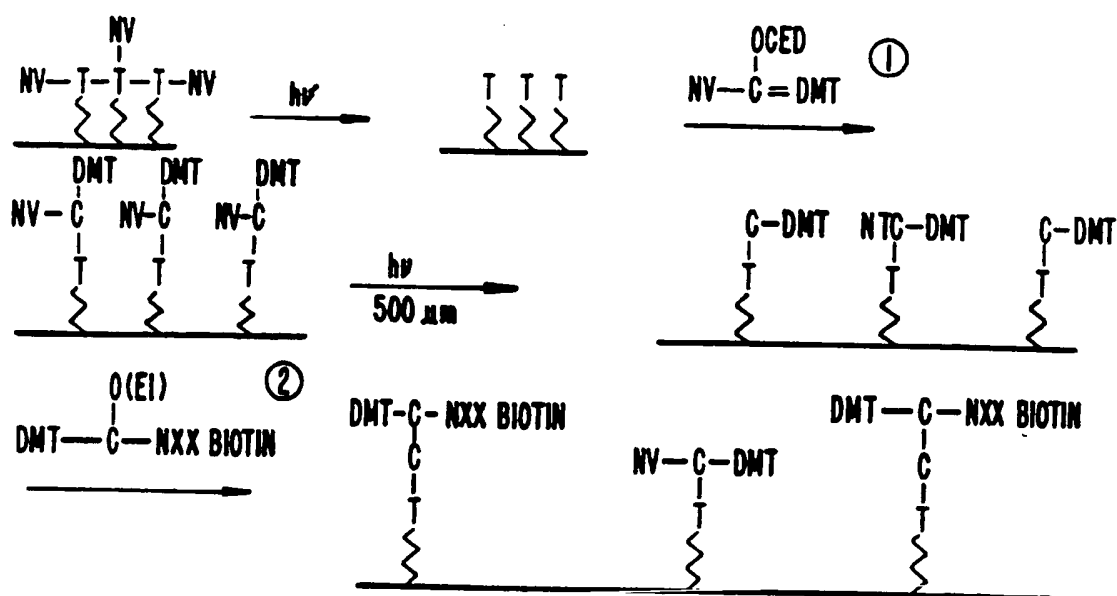 NV
NV-T-T-T-NV
hν
T T T
OCED
NV-C=DMT
①
DMT DMT DMT
NV-C NV-C NV-C
T T T
hν
500 μm
C-DMT NTC-DMT C-DMT
T T T
②
O(EI)
DMT-C-NXX BIOTIN
DMT-C-NXX BIOTIN
C
T
NV-C-DMT
T
DMT-C-NXX BIOTIN
C
T